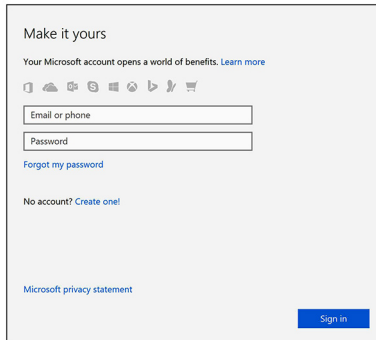 Make it yours
Your Microsoft account opens a world of benefits. Learn more
Email or phone
Password
Forgot my password
No account? Create one!
Microsoft privacy statement
Sign in